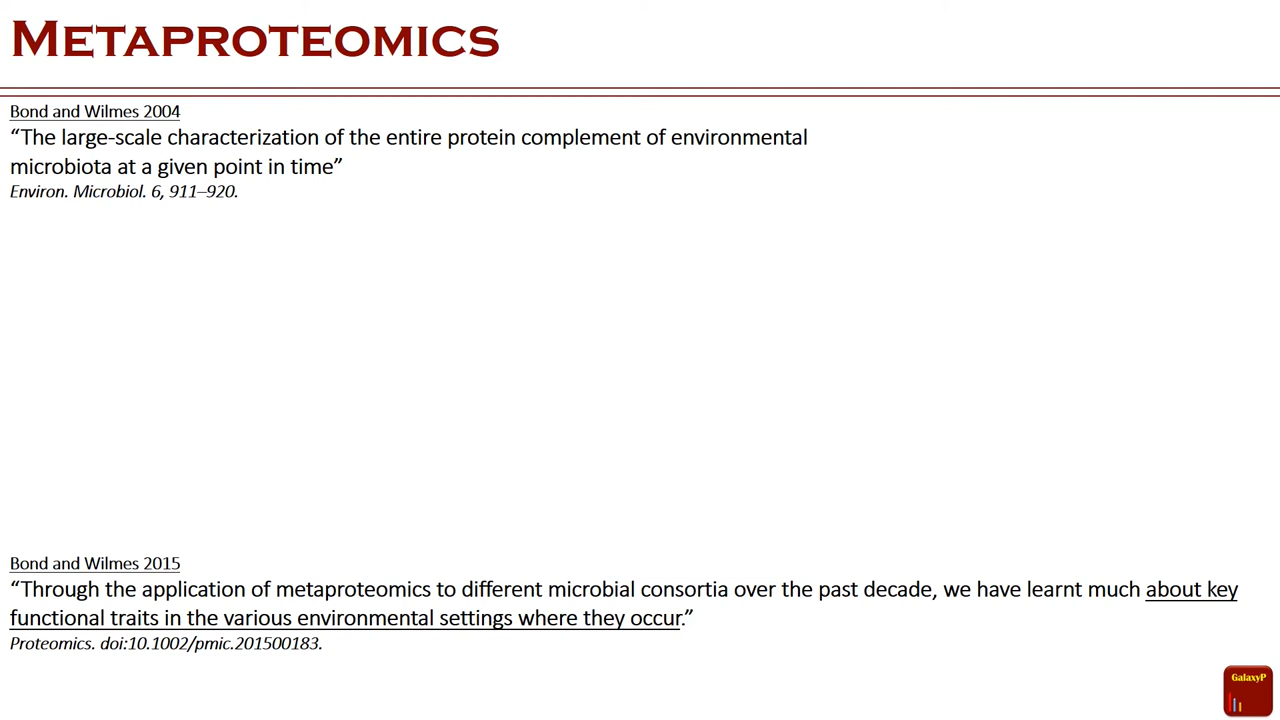 METAPROTEOMICS
Bond and Wilmes 2004
“The large-scale characterization of the entire protein complement of environmental
microbiota at a given point in time”
Environ. Microbiol. 6, 911–920.
Bond and Wilmes 2015
“Through the application of metaproteomics to different microbial consortia over the past decade, we have learnt much about key
functional traits in the various environmental settings where they occur.”
Proteomics. doi:10.1002/pmic.201500183.
GalaxyP